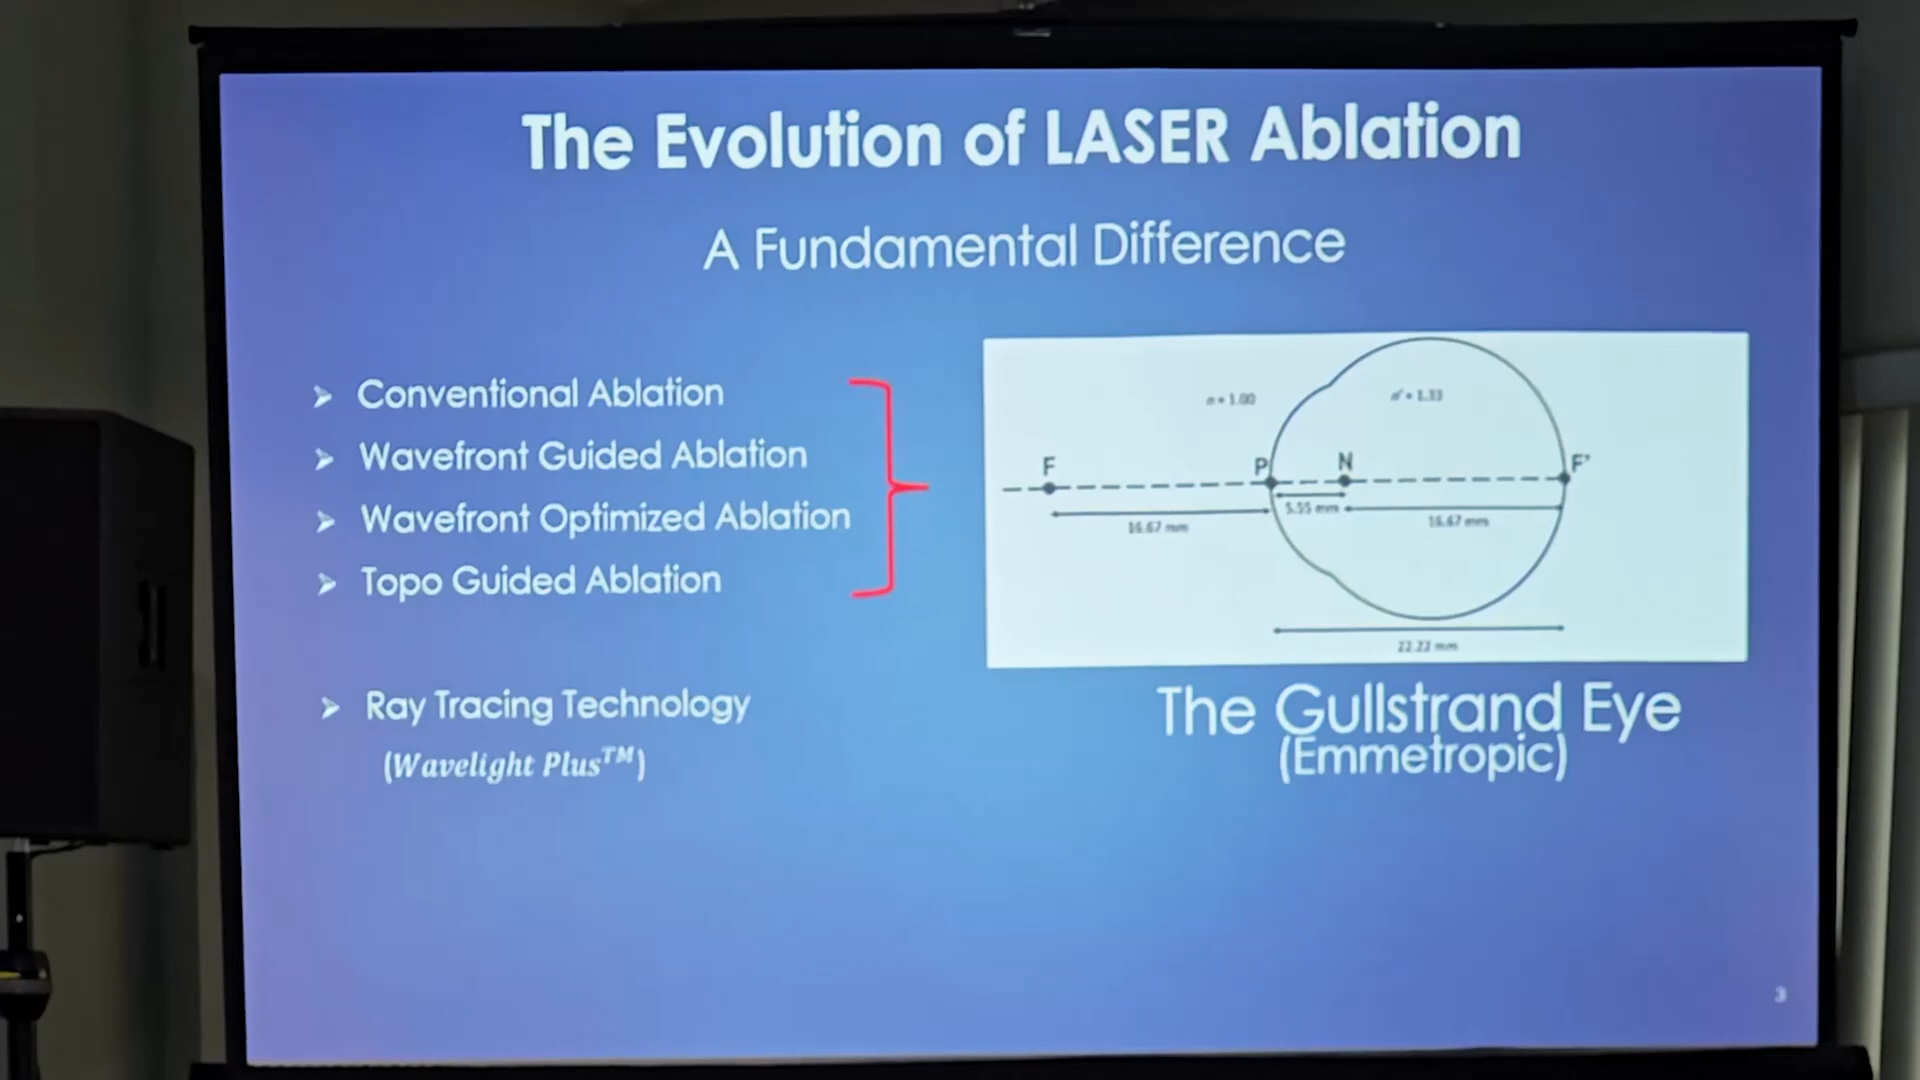 The Evolution of LASER Ablation
A Fundamental Difference
➢ Conventional Ablation
➢ Wavefront Guided Ablation
➢ Wavefront Optimized Ablation
➢ Topo Guided Ablation
➢ Ray Tracing Technology
(Wavelight Plus™)
n = 1.00
n' = 1.33
F
P
N
F'
16.67 mm
5.55 mm
16.67 mm
22.22 mm
The Gullstrand Eye
(Emmetropic)
3